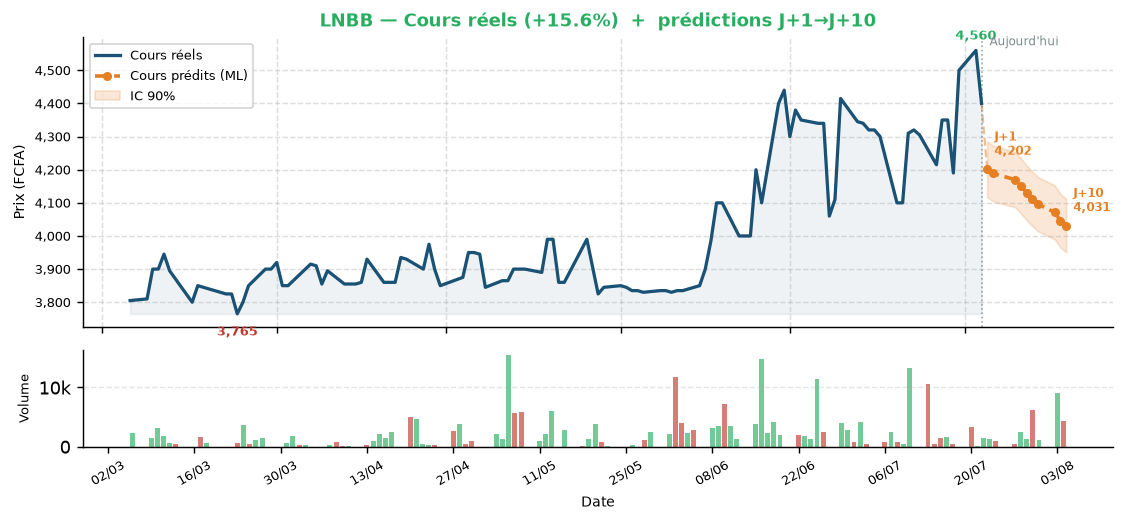 LNBB — Cours réels (+15.6%)  +  prédictions J+1→J+10
Cours réels
Cours prédits (ML)
IC 90%
4,560
Aujourd'hui
J+1
4,202
J+10
4,031
3,765
Prix (FCFA)
4,500
4,400
4,300
4,200
4,100
4,000
3,900
3,800
Volume
10k
0
02/03
16/03
30/03
13/04
27/04
11/05
25/05
08/06
22/06
06/07
20/07
03/08
Date